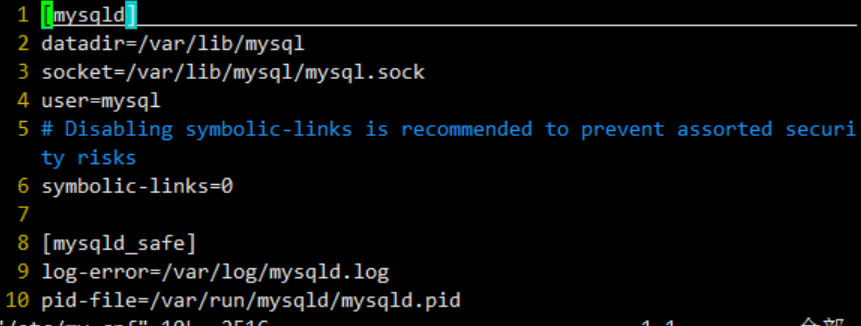 1 [mysqld]
2 datadir=/var/lib/mysql
3 socket=/var/lib/mysql/mysql.sock
4 user=mysql
5 # Disabling symbolic-links is recommended to prevent assorted securi
ty risks
6 symbolic-links=0
7
8 [mysqld_safe]
9 log-error=/var/log/mysqld.log
10 pid-file=/var/run/mysqld/mysqld.pid